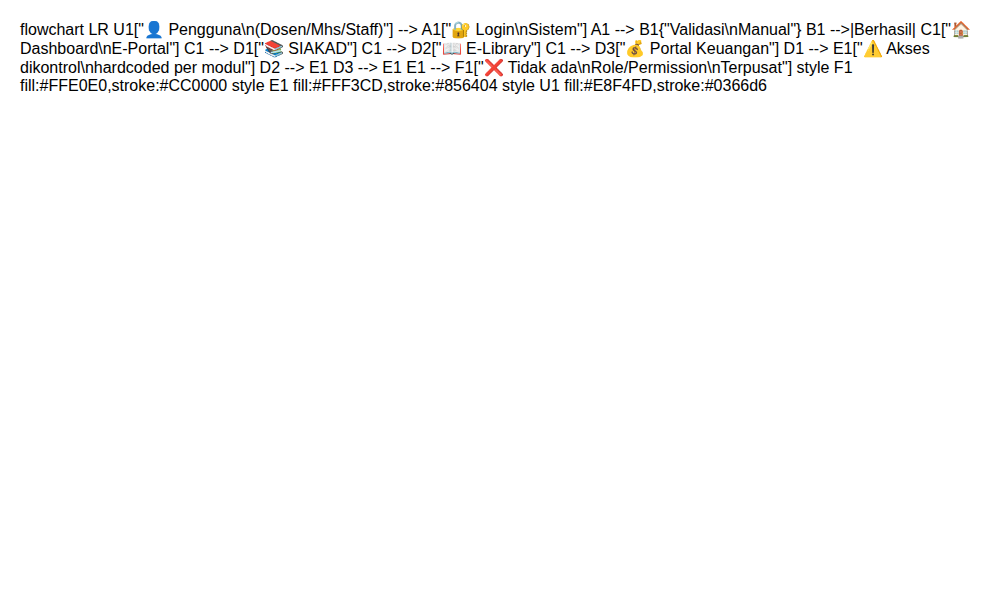 flowchart LR U1["👤 Pengguna\n(Dosen/Mhs/Staff)"] --> A1["🔐 Login\nSistem"] A1 --> B1{"Validasi\nManual"} B1 -->|Berhasil| C1["🏠
Dashboard\nE-Portal"] C1 --> D1["📚 SIAKAD"] C1 --> D2["📖 E-Library"] C1 --> D3["💰 Portal Keuangan"] D1 --> E1["⚠️ Akses
dikontrol\nhardcoded per modul"] D2 --> E1 D3 --> E1 E1 --> F1["❌ Tidak ada\nRole/Permission\nTerpusat"] style F1
fill:#FFE0E0,stroke:#CC0000 style E1 fill:#FFF3CD,stroke:#856404 style U1 fill:#E8F4FD,stroke:#0366d6